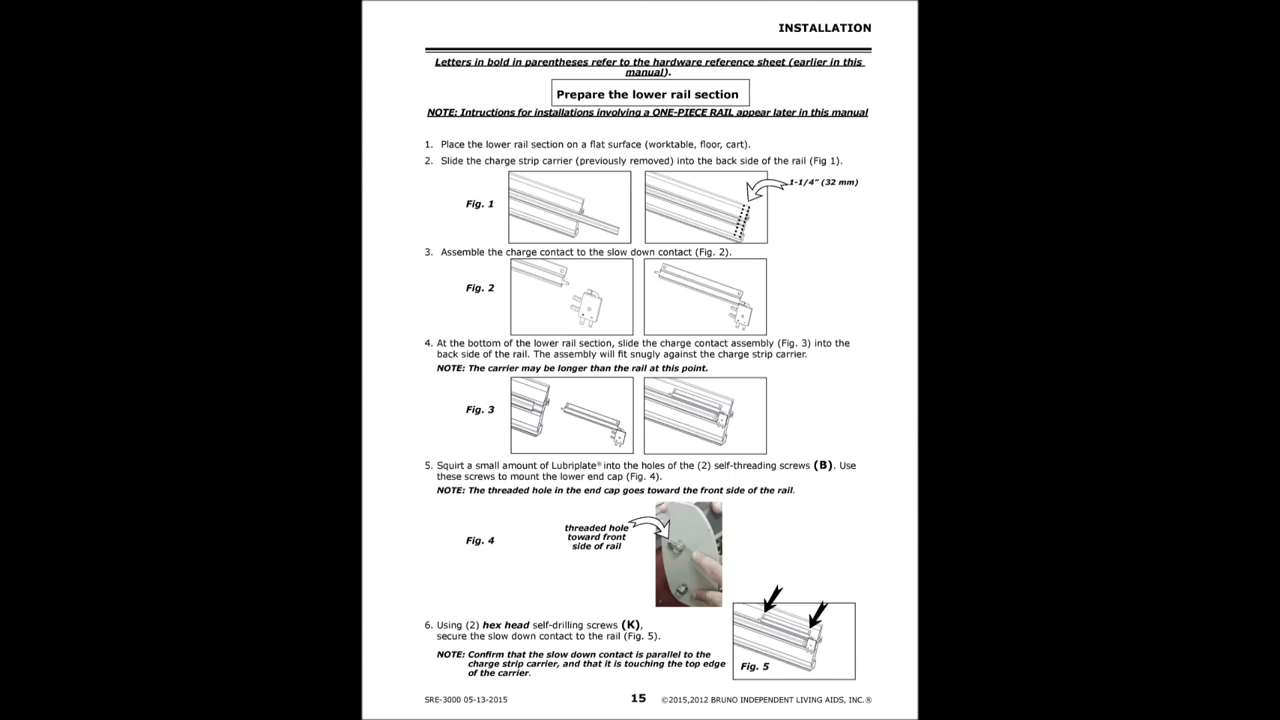 INSTALLATION
Letters in bold in parentheses refer to the hardware reference sheet (earlier in this
manual).
Prepare the lower rail section
NOTE: Intructions for installations involving a ONE-PIECE RAIL appear later in this manual
1. Place the lower rail section on a flat surface (worktable, floor, cart).
2. Slide the charge strip carrier (previously removed) into the back side of the rail (Fig 1).
1-1/4" (32 mm)
Fig. 1
3. Assemble the charge contact to the slow down contact (Fig. 2).
Fig. 2
4. At the bottom of the lower rail section, slide the charge contact assembly (Fig. 3) into the
back side of the rail. The assembly will fit snugly against the charge strip carrier.
NOTE: The carrier may be longer than the rail at this point.
Fig. 3
5. Squirt a small amount of Lubriplate® into the holes of the (2) self-threading screws (B). Use
these screws to mount the lower end cap (Fig. 4).
NOTE: The threaded hole in the end cap goes toward the front side of the rail.
threaded hole
toward front
side of rail
Fig. 4
6. Using (2) hex head self-drilling screws (K),
secure the slow down contact to the rail (Fig. 5).
NOTE: Confirm that the slow down contact is parallel to the
charge strip carrier, and that it is touching the top edge
of the carrier.
Fig. 5
SRE-3000 05-13-2015
15
©2015,2012 BRUNO INDEPENDENT LIVING AIDS, INC.®